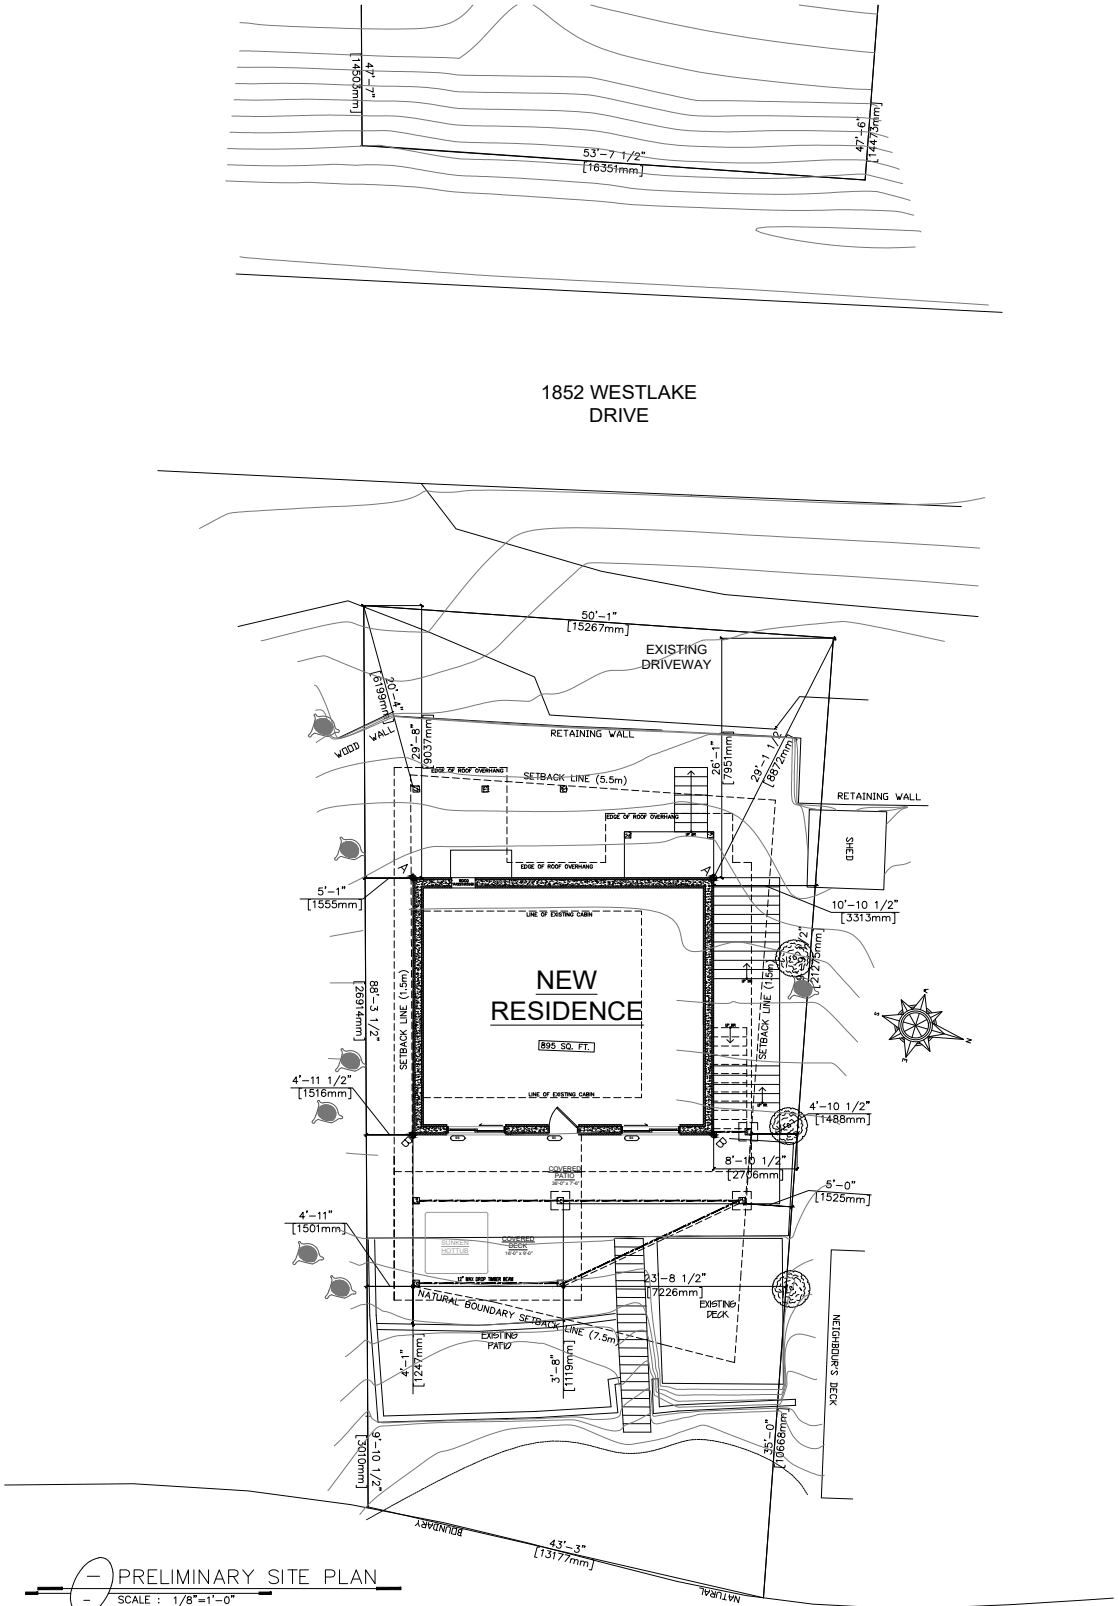 47'-7"
[14503mm]
47'-6"
[14473mm]
53'-7 1/2"
[16351mm]
1852 WESTLAKE
DRIVE
50'-1"
[15267mm]
EXISTING
DRIVEWAY
20'-4"
[6199mm]
WOOD WALL
29'-8"
[9037mm]
RETAINING WALL
26'-1"
[7951mm]
29'-1 1/2"
[8872mm]
EDGE OF ROOF OVERHANG
SETBACK LINE (5.5m)
RETAINING WALL
EDGE OF ROOF OVERHANG
SHED
EDGE OF ROOF OVERHANG
A
A
5'-1"
[1555mm]
10'-10 1/2"
[3313mm]
LINE OF EXISTING CABIN
[21275mm]
NEW
RESIDENCE
895 SQ. FT.
SETBACK LINE (1.5m)
88'-3 1/2"
[26914mm]
SETBACK LINE (1.5m)
W
S
N
E
4'-11 1/2"
[1516mm]
LINE OF EXISTING CABIN
4'-10 1/2"
[1488mm]
B
B
8'-10 1/2"
[2706mm]
COVERED
PATIO
5'-0"
[1525mm]
4'-11"
[1501mm]
SUNKEN
HOTTUB
COVERED
DECK
12" MAX DROP TIMBER BEAM
23'-8 1/2"
[7226mm]
NATURAL BOUNDARY SETBACK LINE (7.5m)
EXISTING
DECK
EXISTING
PATIO
NEIGHBOUR'S DECK
4'-1"
[1247mm]
3'-8"
[1119mm]
9'-10 1/2"
[3010mm]
35'-0"
[10668mm]
BOUNDARY
43'-3"
[13177mm]
NATURAL
PRELIMINARY SITE PLAN
SCALE : 1/8"=1'-0"